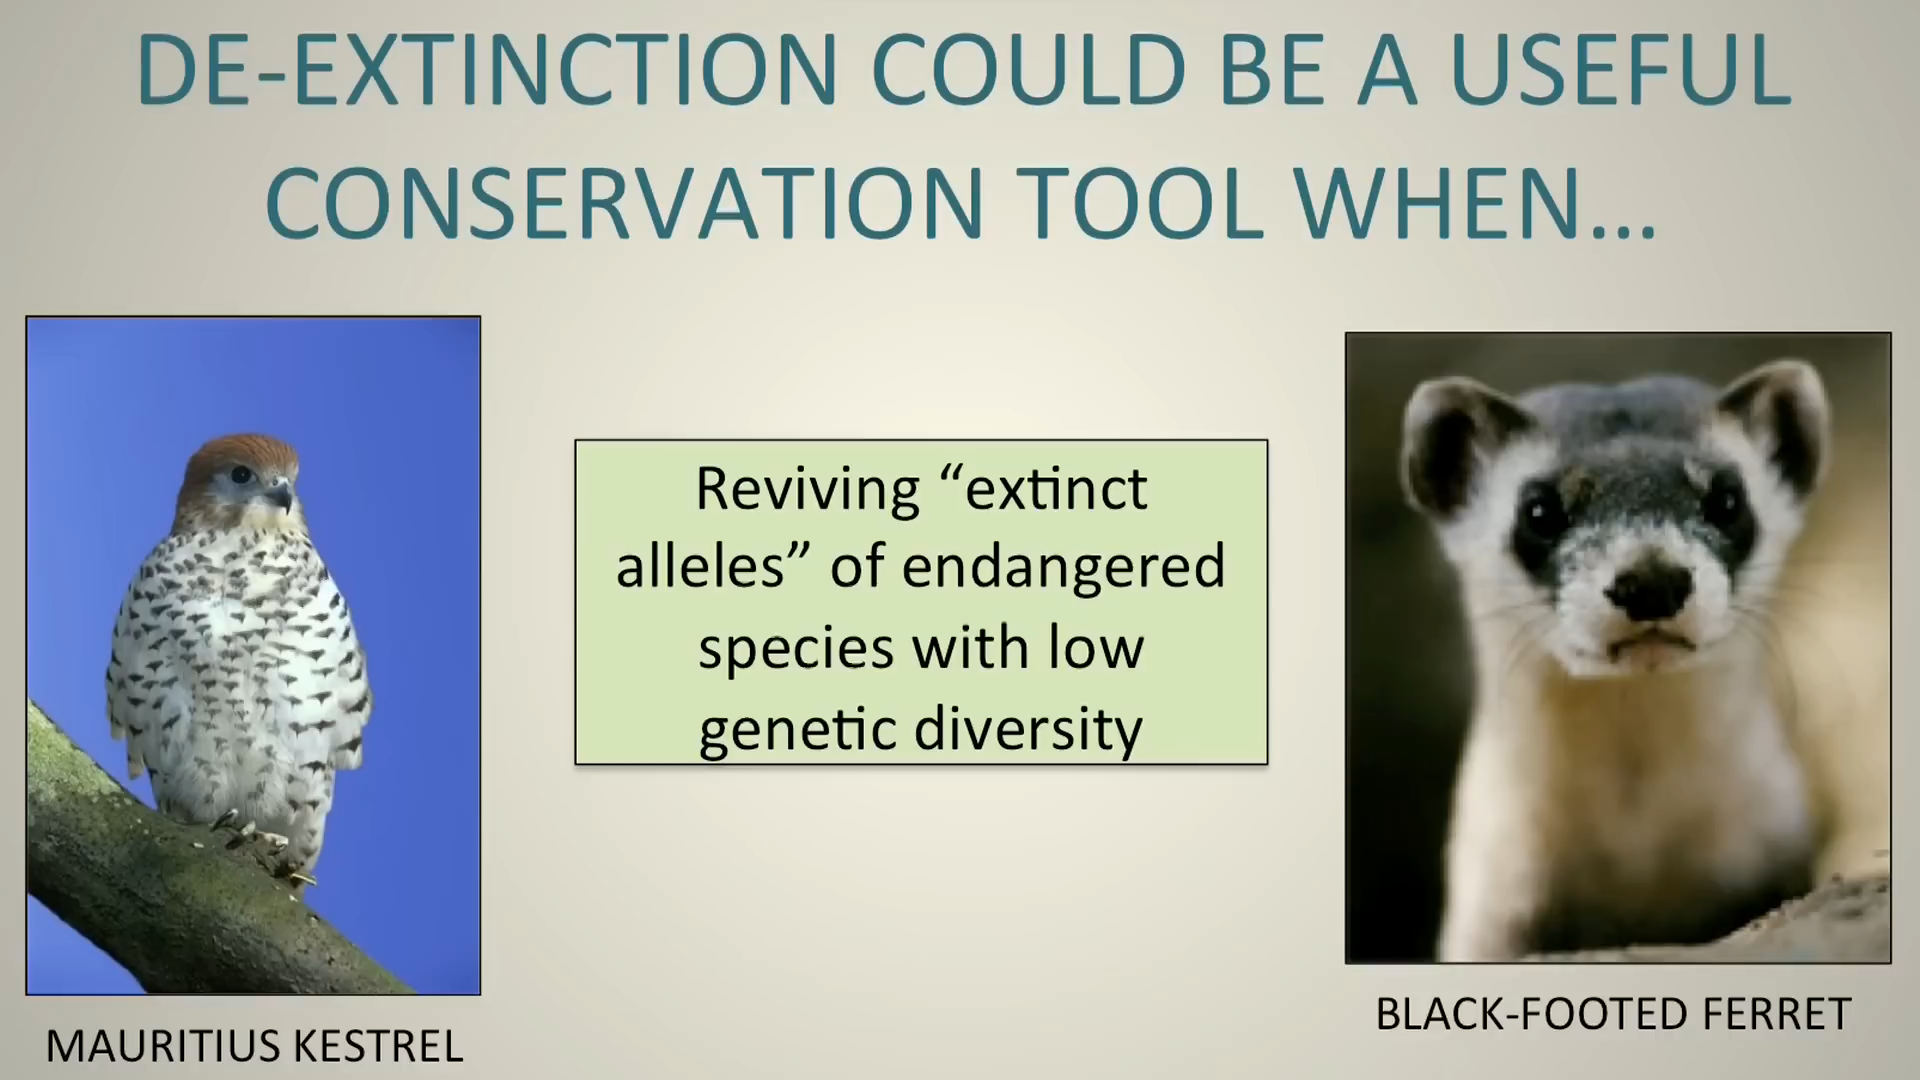 DE-EXTINCTION COULD BE A USEFUL
CONSERVATION TOOL WHEN...
Reviving “extinct
alleles” of endangered
species with low
genetic diversity
MAURITIUS KESTREL
BLACK-FOOTED FERRET